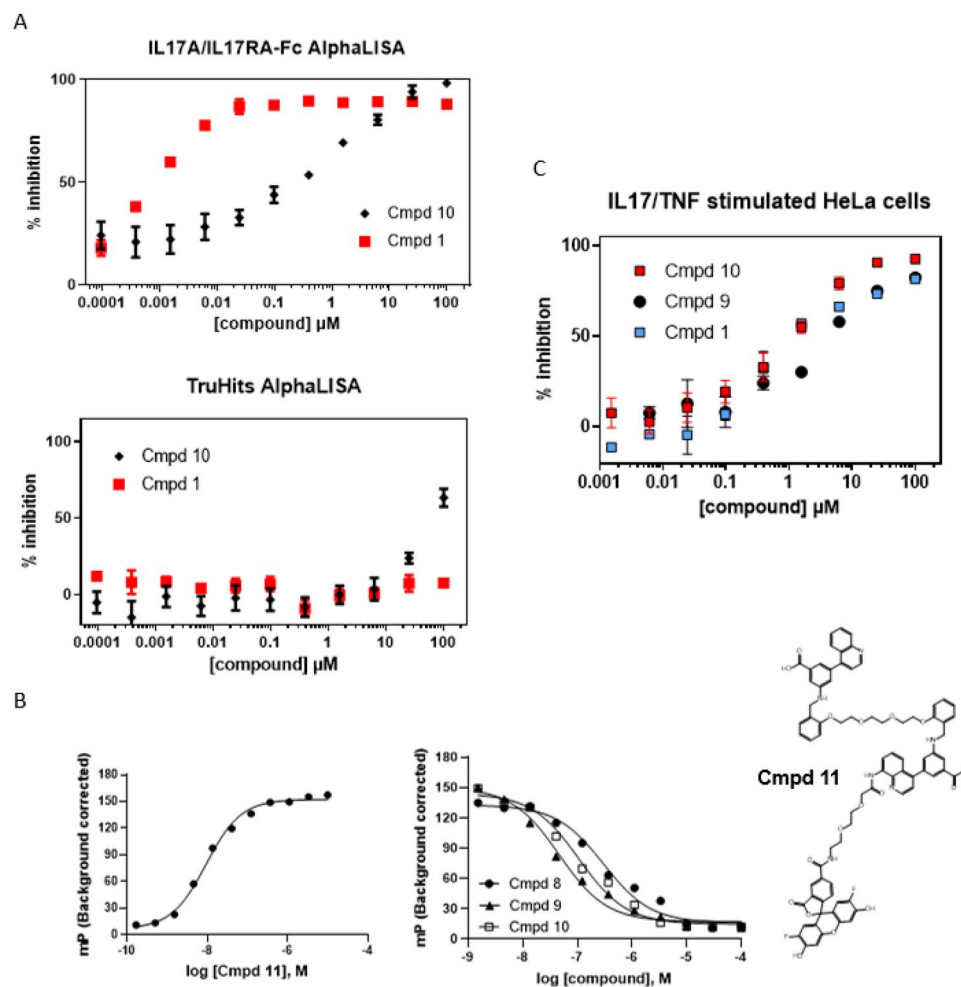 A
IL17A/IL17RA-Fc AlphaLISA
100
50
0
% inhibition
Cmpd 10
Cmpd 1
0.0001 0.001 0.01 0.1 1 10 100
[compound] µM
TruHits AlphaLISA
100
50
0
% inhibition
Cmpd 10
Cmpd 1
0.0001 0.001 0.01 0.1 1 10 100
[compound] µM
C
IL17/TNF stimulated HeLa cells
100
50
0
% inhibition
Cmpd 10
Cmpd 9
Cmpd 1
0.001 0.01 0.1 1 10 100
[compound] µM
B
180
150
120
90
60
30
0
mP (Background corrected)
-10 -8 -6 -4
log [Cmpd 11], M
180
150
120
90
60
30
0
mP (Background corrected)
Cmpd 8
Cmpd 9
Cmpd 10
-9 -8 -7 -6 -5 -4
log [compound], M
Cmpd 11